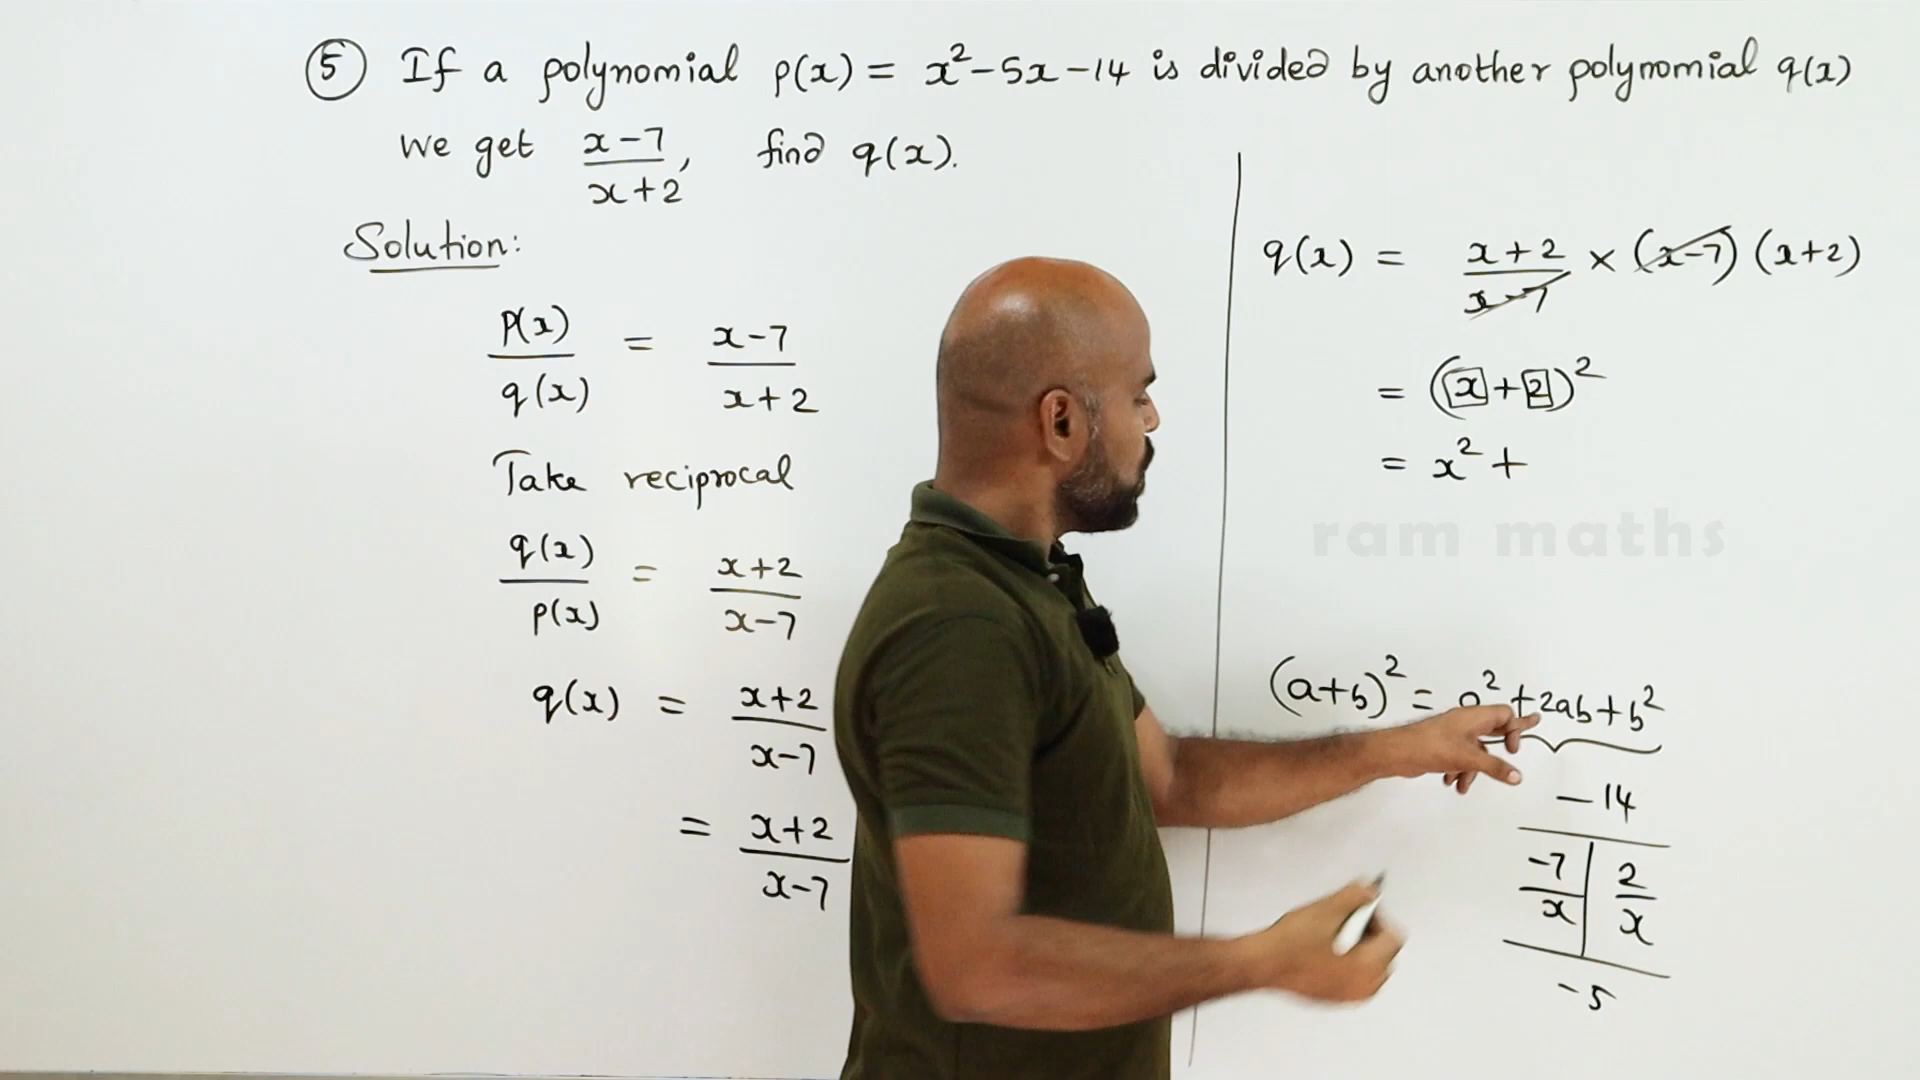 5 If a polynomial p(x) = x² - 5x - 14 is divided by another polynomial q(x)
we get (x-7)/(x+2), find q(x).
Solution:
P(x)/q(x) = (x-7)/(x+2)
Take reciprocal
q(x)/p(x) = (x+2)/(x-7)
q(x) = (x+2)/(x-7)
= (x+2)/(x-7)
q(x) = (x+2)/(x-7) × (x-7) (x+2)
= (x+2)²
= x² +
ram maths
(a+b)² = a² + 2ab + b²
-14
-7/x | 2/x
-5